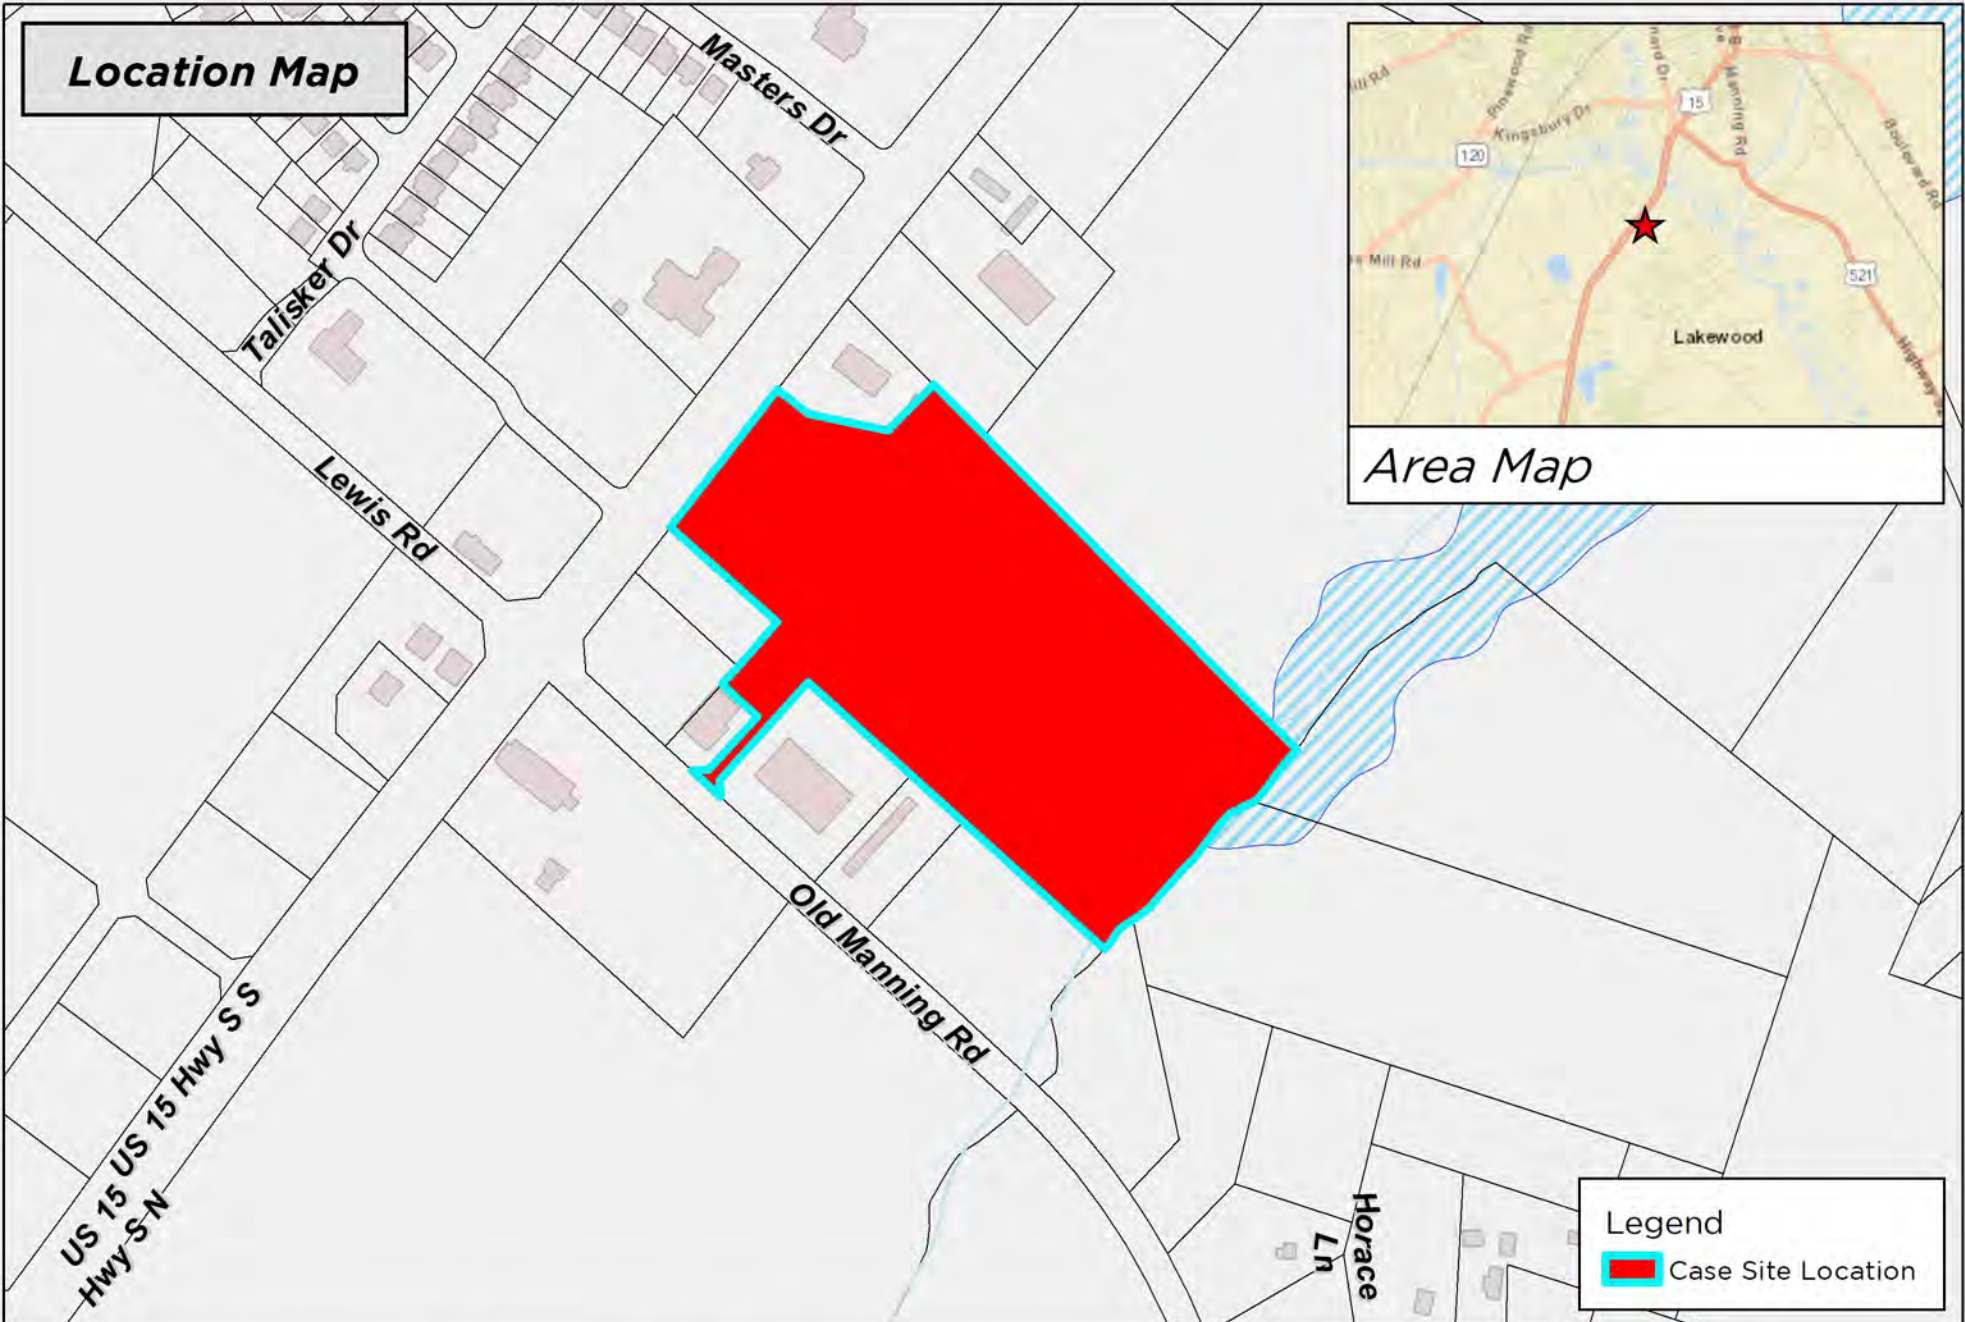 Location Map
Masters Dr
Talisker Dr
Lewis Rd
Old Manning Rd
US 15 US 15 Hwy S S
Hwy S N
Horace
Ln
Pinewood Rd
Kingsbury Dr
Manning Rd
Boulevard Rd
15
120
521
Mill Rd
Lakewood
Area Map
Legend
Case Site Location